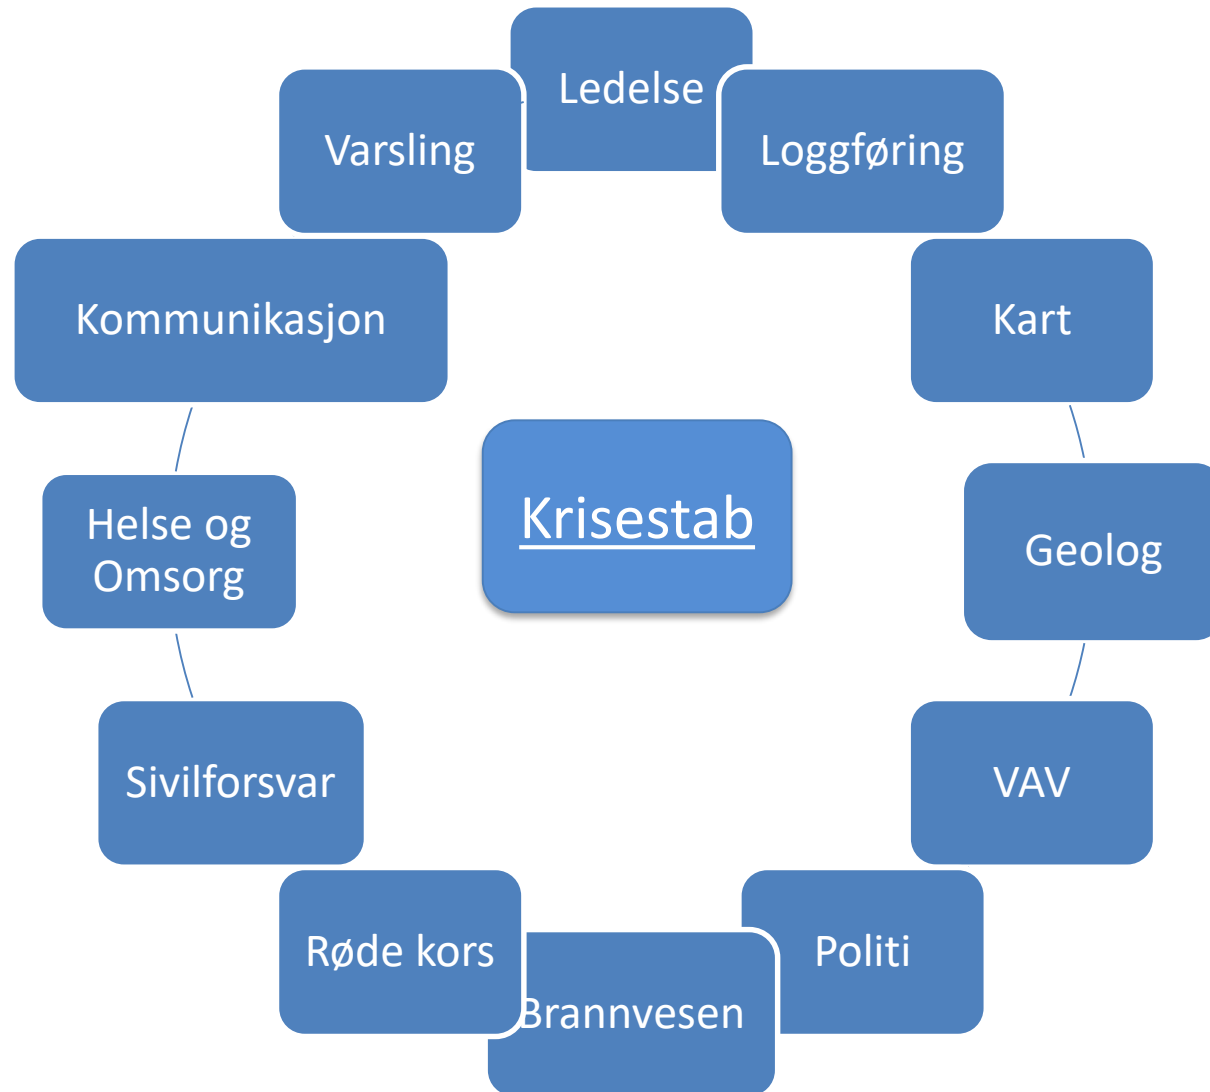 Ledelse
Varsling
Loggføring
Kommunikasjon
Kart
Krisestab
Helse og
Omsorg
Geolog
Sivilforsvar
VAV
Røde kors
Politi
Brannvesen